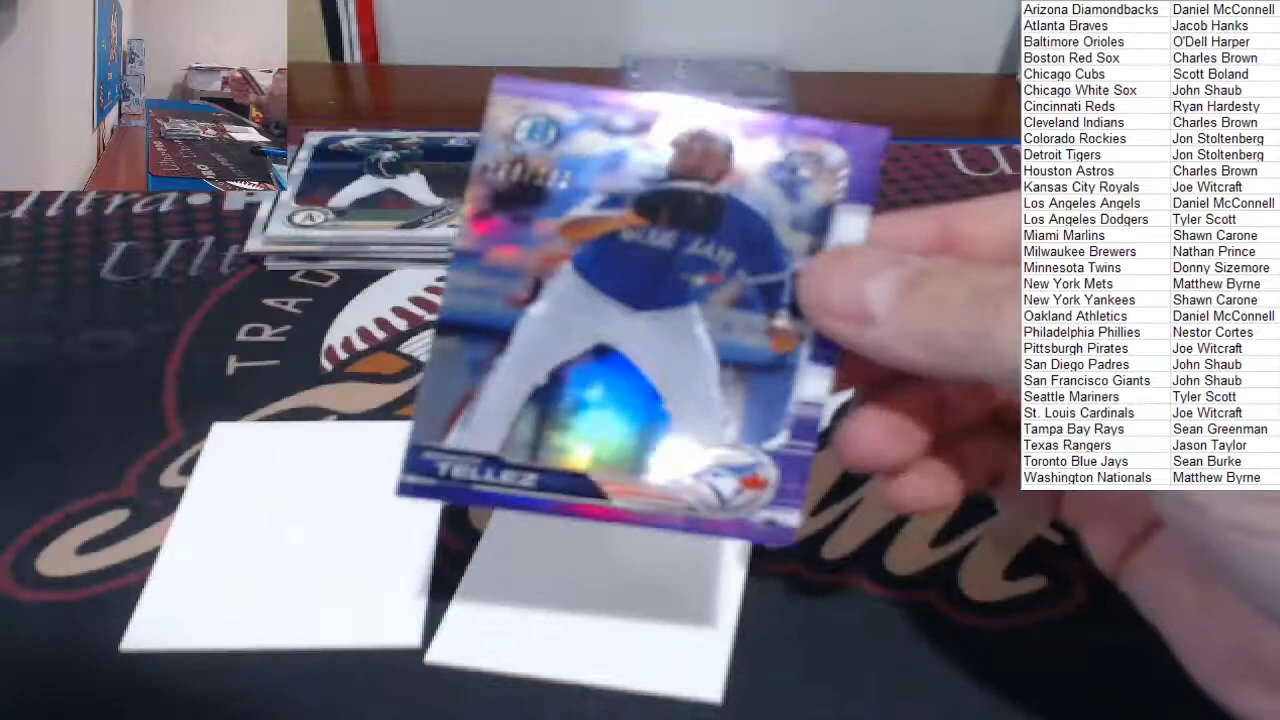 Arizona Diamondbacks Daniel McConnell
Atlanta Braves Jacob Hanks
Baltimore Orioles O'Dell Harper
Boston Red Sox Charles Brown
Chicago Cubs Scott Boland
Chicago White Sox John Shaub
Cincinnati Reds Ryan Hardesty
Cleveland Indians Charles Brown
Colorado Rockies Jon Stoltenberg
Detroit Tigers Jon Stoltenberg
Houston Astros Charles Brown
Kansas City Royals Joe Witcraft
Los Angeles Angels Daniel McConnell
Los Angeles Dodgers Tyler Scott
Miami Marlins Shawn Carone
Milwaukee Brewers Nathan Prince
Minnesota Twins Donny Sizemore
New York Mets Matthew Byrne
New York Yankees Shawn Carone
Oakland Athletics Daniel McConnell
Philadelphia Phillies Nestor Cortes
Pittsburgh Pirates Joe Witcraft
San Diego Padres John Shaub
San Francisco Giants John Shaub
Seattle Mariners Tyler Scott
St. Louis Cardinals Joe Witcraft
Tampa Bay Rays Sean Greenman
Texas Rangers Jason Taylor
Toronto Blue Jays Sean Burke
Washington Nationals Matthew Byrne
Ultra
Ult
U
TRAD
BLUE JAYS
TELLEZ